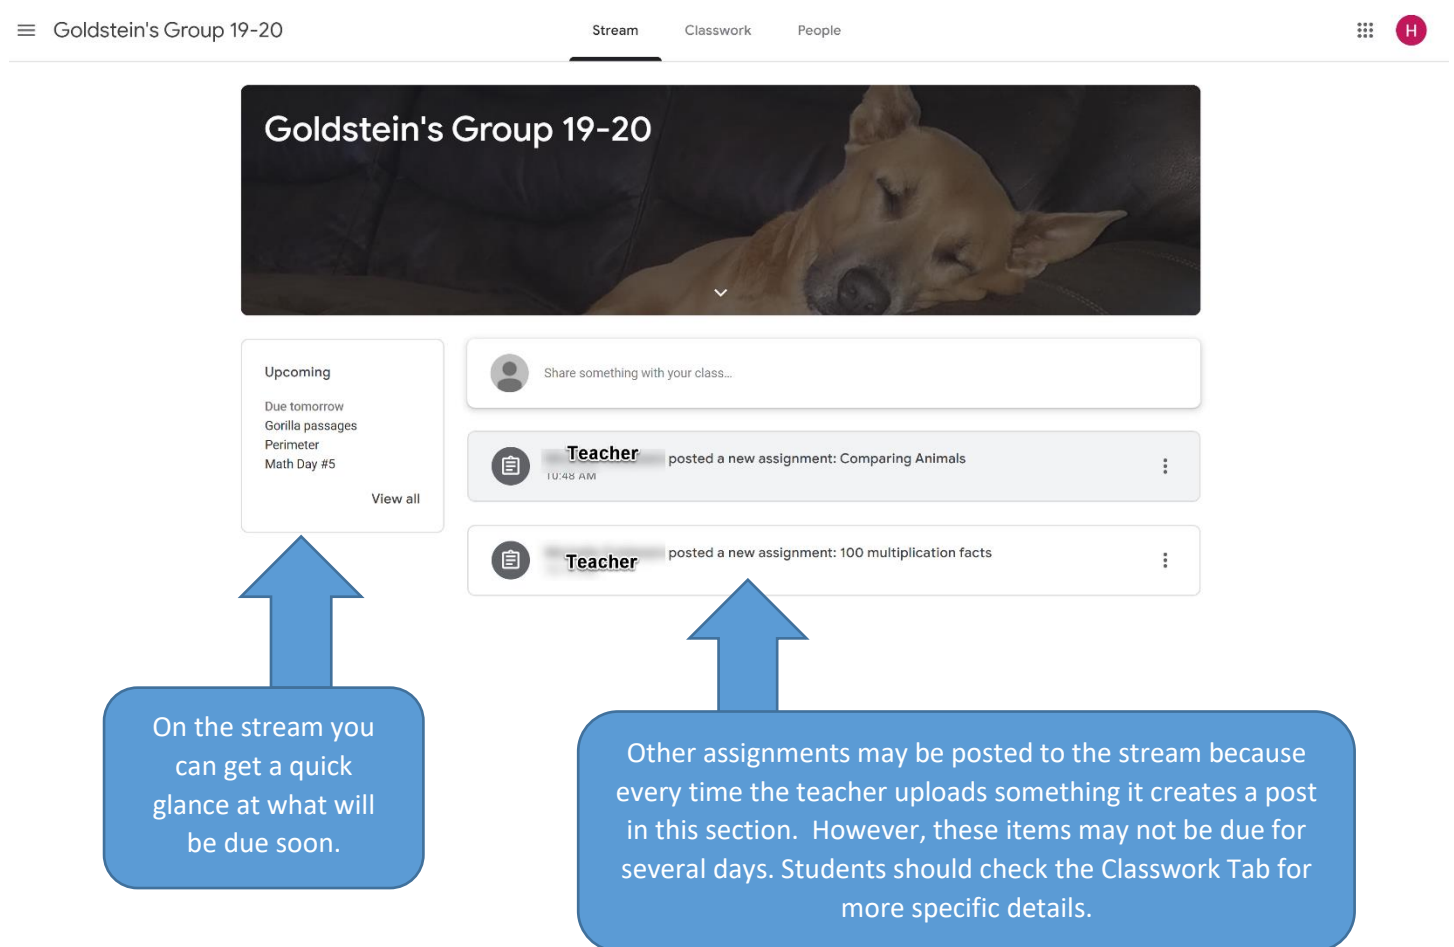 Goldstein's Group 19-20
Stream Classwork People
H
Goldstein's Group 19-20
Upcoming
Due tomorrow
Gorilla passages
Perimeter
Math Day #5
View all
Share something with your class...
Teacher posted a new assignment: Comparing Animals
10:48 AM
Teacher posted a new assignment: 100 multiplication facts
On the stream you
can get a quick
glance at what will
be due soon.
Other assignments may be posted to the stream because
every time the teacher uploads something it creates a post
in this section.  However, these items may not be due for
several days. Students should check the Classwork Tab for
more specific details.